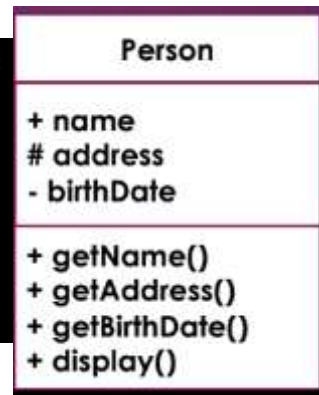 Person
+ name
# address
- birthDate
+ getName()
+ getAddress()
+ getBirthDate()
+ display()